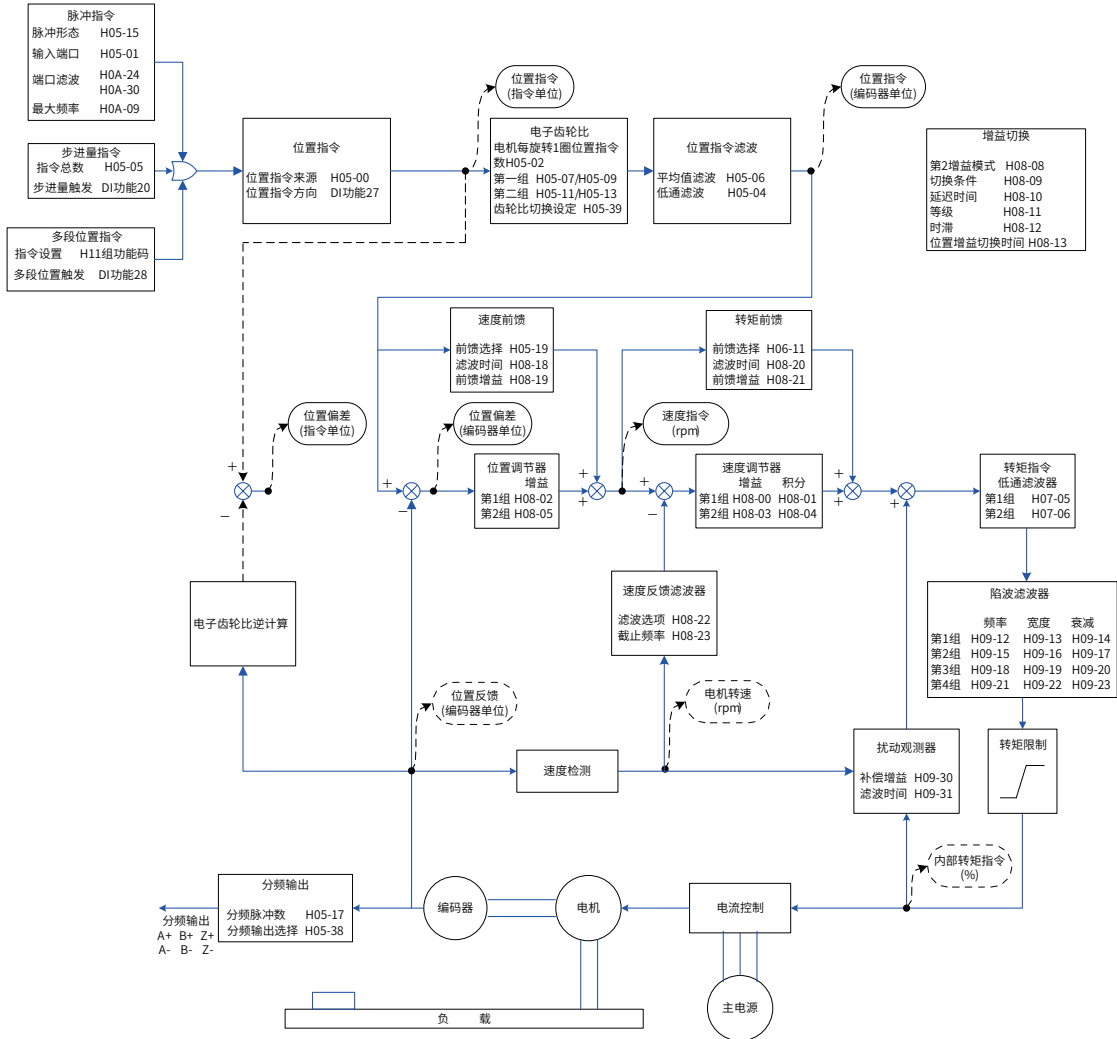 脉冲指令
脉冲形态 H05-15
输入端口 H05-01
端口滤波 H0A-24
H0A-30
最大频率 H0A-09
步进量指令
指令总数 H05-05
步进量触发 DI功能20
多段位置指令
指令设置 H11组功能码
多段位置触发 DI功能28
位置指令
位置指令来源 H05-00
位置指令方向 DI功能27
位置指令
(指令单位)
电子齿轮比
电机每旋转1圈位置指令
数H05-02
第一组 H05-07/H05-09
第二组 H05-11/H05-13
齿轮比切换设定 H05-39
位置指令滤波
平均值滤波 H05-06
低通滤波 H05-04
位置指令
(编码器单位)
增益切换
第2增益模式 H08-08
切换条件 H08-09
延迟时间 H08-10
等级 H08-11
时滞 H08-12
位置增益切换时间 H08-13
速度前馈
前馈选择 H05-19
滤波时间 H08-18
前馈增益 H08-19
转矩前馈
前馈选择 H06-11
滤波时间 H08-20
前馈增益 H08-21
位置偏差
(指令单位)
位置偏差
(编码器单位)
速度指令
(rpm)
+
−
+
−
位置调节器
增益
第1组 H08-02
第2组 H08-05
+
+
+
−
速度调节器
增益 积分
第1组 H08-00 H08-01
第2组 H08-03 H08-04
+
+
+
+
转矩指令
低通滤波器
第1组 H07-05
第2组 H07-06
电子齿轮比逆计算
速度反馈滤波器
滤波选项 H08-22
截止频率 H08-23
陷波滤波器
频率 宽度 衰减
第1组 H09-12 H09-13 H09-14
第2组 H09-15 H09-16 H09-17
第3组 H09-18 H09-19 H09-20
第4组 H09-21 H09-22 H09-23
位置反馈
(编码器单位)
电机转速
(rpm)
速度检测
扰动观测器
补偿增益 H09-30
滤波时间 H09-31
转矩限制
内部转矩指令
(%)
分频输出
分频脉冲数 H05-17
分频输出选择 H05-38
分频输出
A+ B+ Z+
A- B- Z-
编码器
电机
电流控制
主电源
负 载